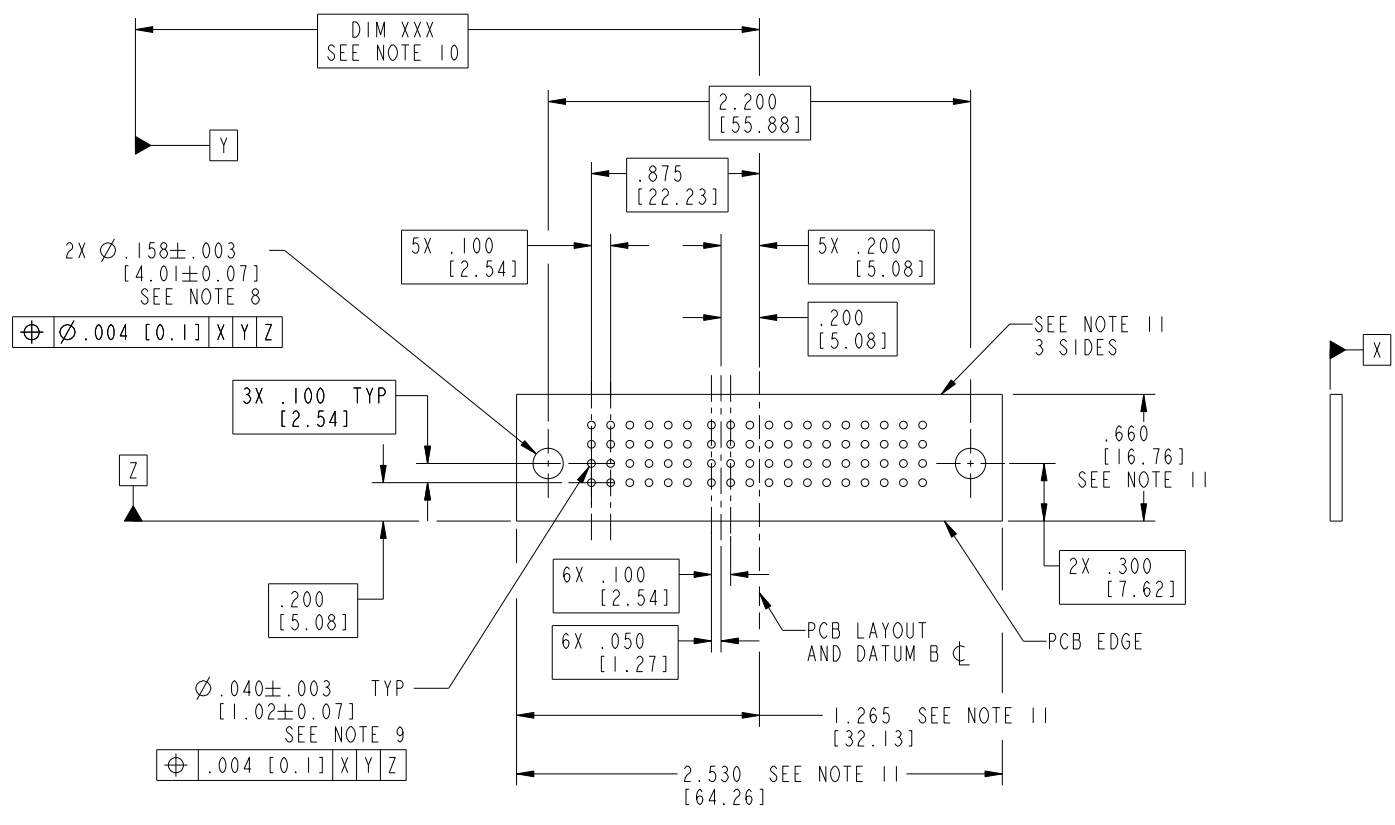 DIM XXX
SEE NOTE 10
2.200
[55.88]
Y
.875
[22.23]
5X .100
[2.54]
5X .200
[5.08]
2X Ø .158±.003
[4.01±0.07]
SEE NOTE 8
⌖ Ø.004 [0.1] X Y Z
.200
[5.08]
SEE NOTE 11
3 SIDES
X
3X .100 TYP
[2.54]
.660
[16.76]
SEE NOTE 11
Z
6X .100
[2.54]
2X .300
[7.62]
.200
[5.08]
6X .050
[1.27]
PCB LAYOUT
AND DATUM B ℄
PCB EDGE
Ø.040±.003 TYP
[1.02±0.07]
SEE NOTE 9
⌖ .004 [0.1] X Y Z
1.265 SEE NOTE 11
[32.13]
2.530 SEE NOTE 11
[64.26]